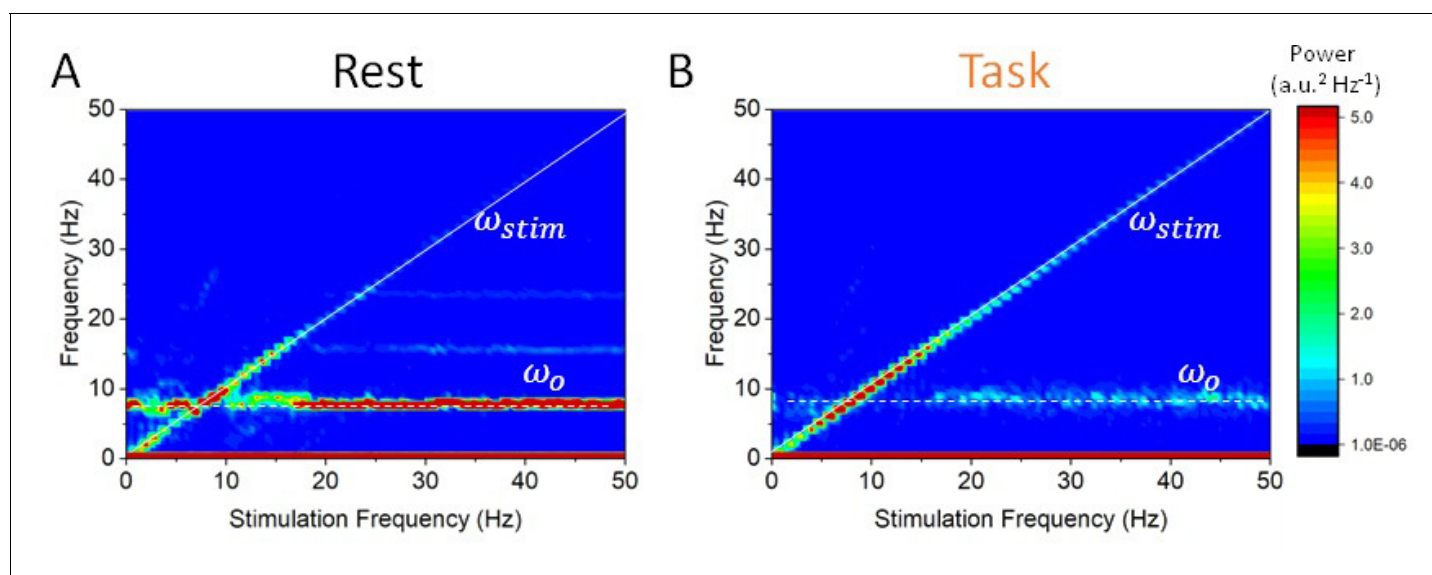 A
Rest
50
40
30
20
10
0
Frequency (Hz)
ω_stim
ω_o
0 10 20 30 40 50
Stimulation Frequency (Hz)
B
Task
50
40
30
20
10
0
Frequency (Hz)
ω_stim
ω_o
0 10 20 30 40 50
Stimulation Frequency (Hz)
Power
(a.u.² Hz⁻¹)
5.0
4.0
3.0
2.0
1.0
1.0E-06